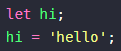 let hi;
hi = 'hello';